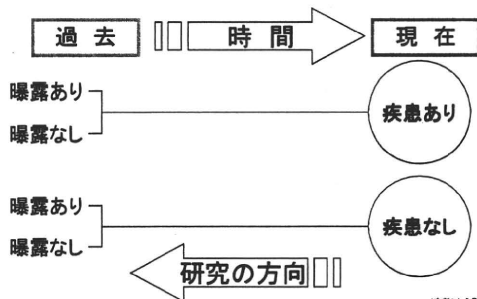 過去 時間 現在
曝露あり
疾患あり
曝露なし
曝露あり
疾患なし
曝露なし
研究の方向